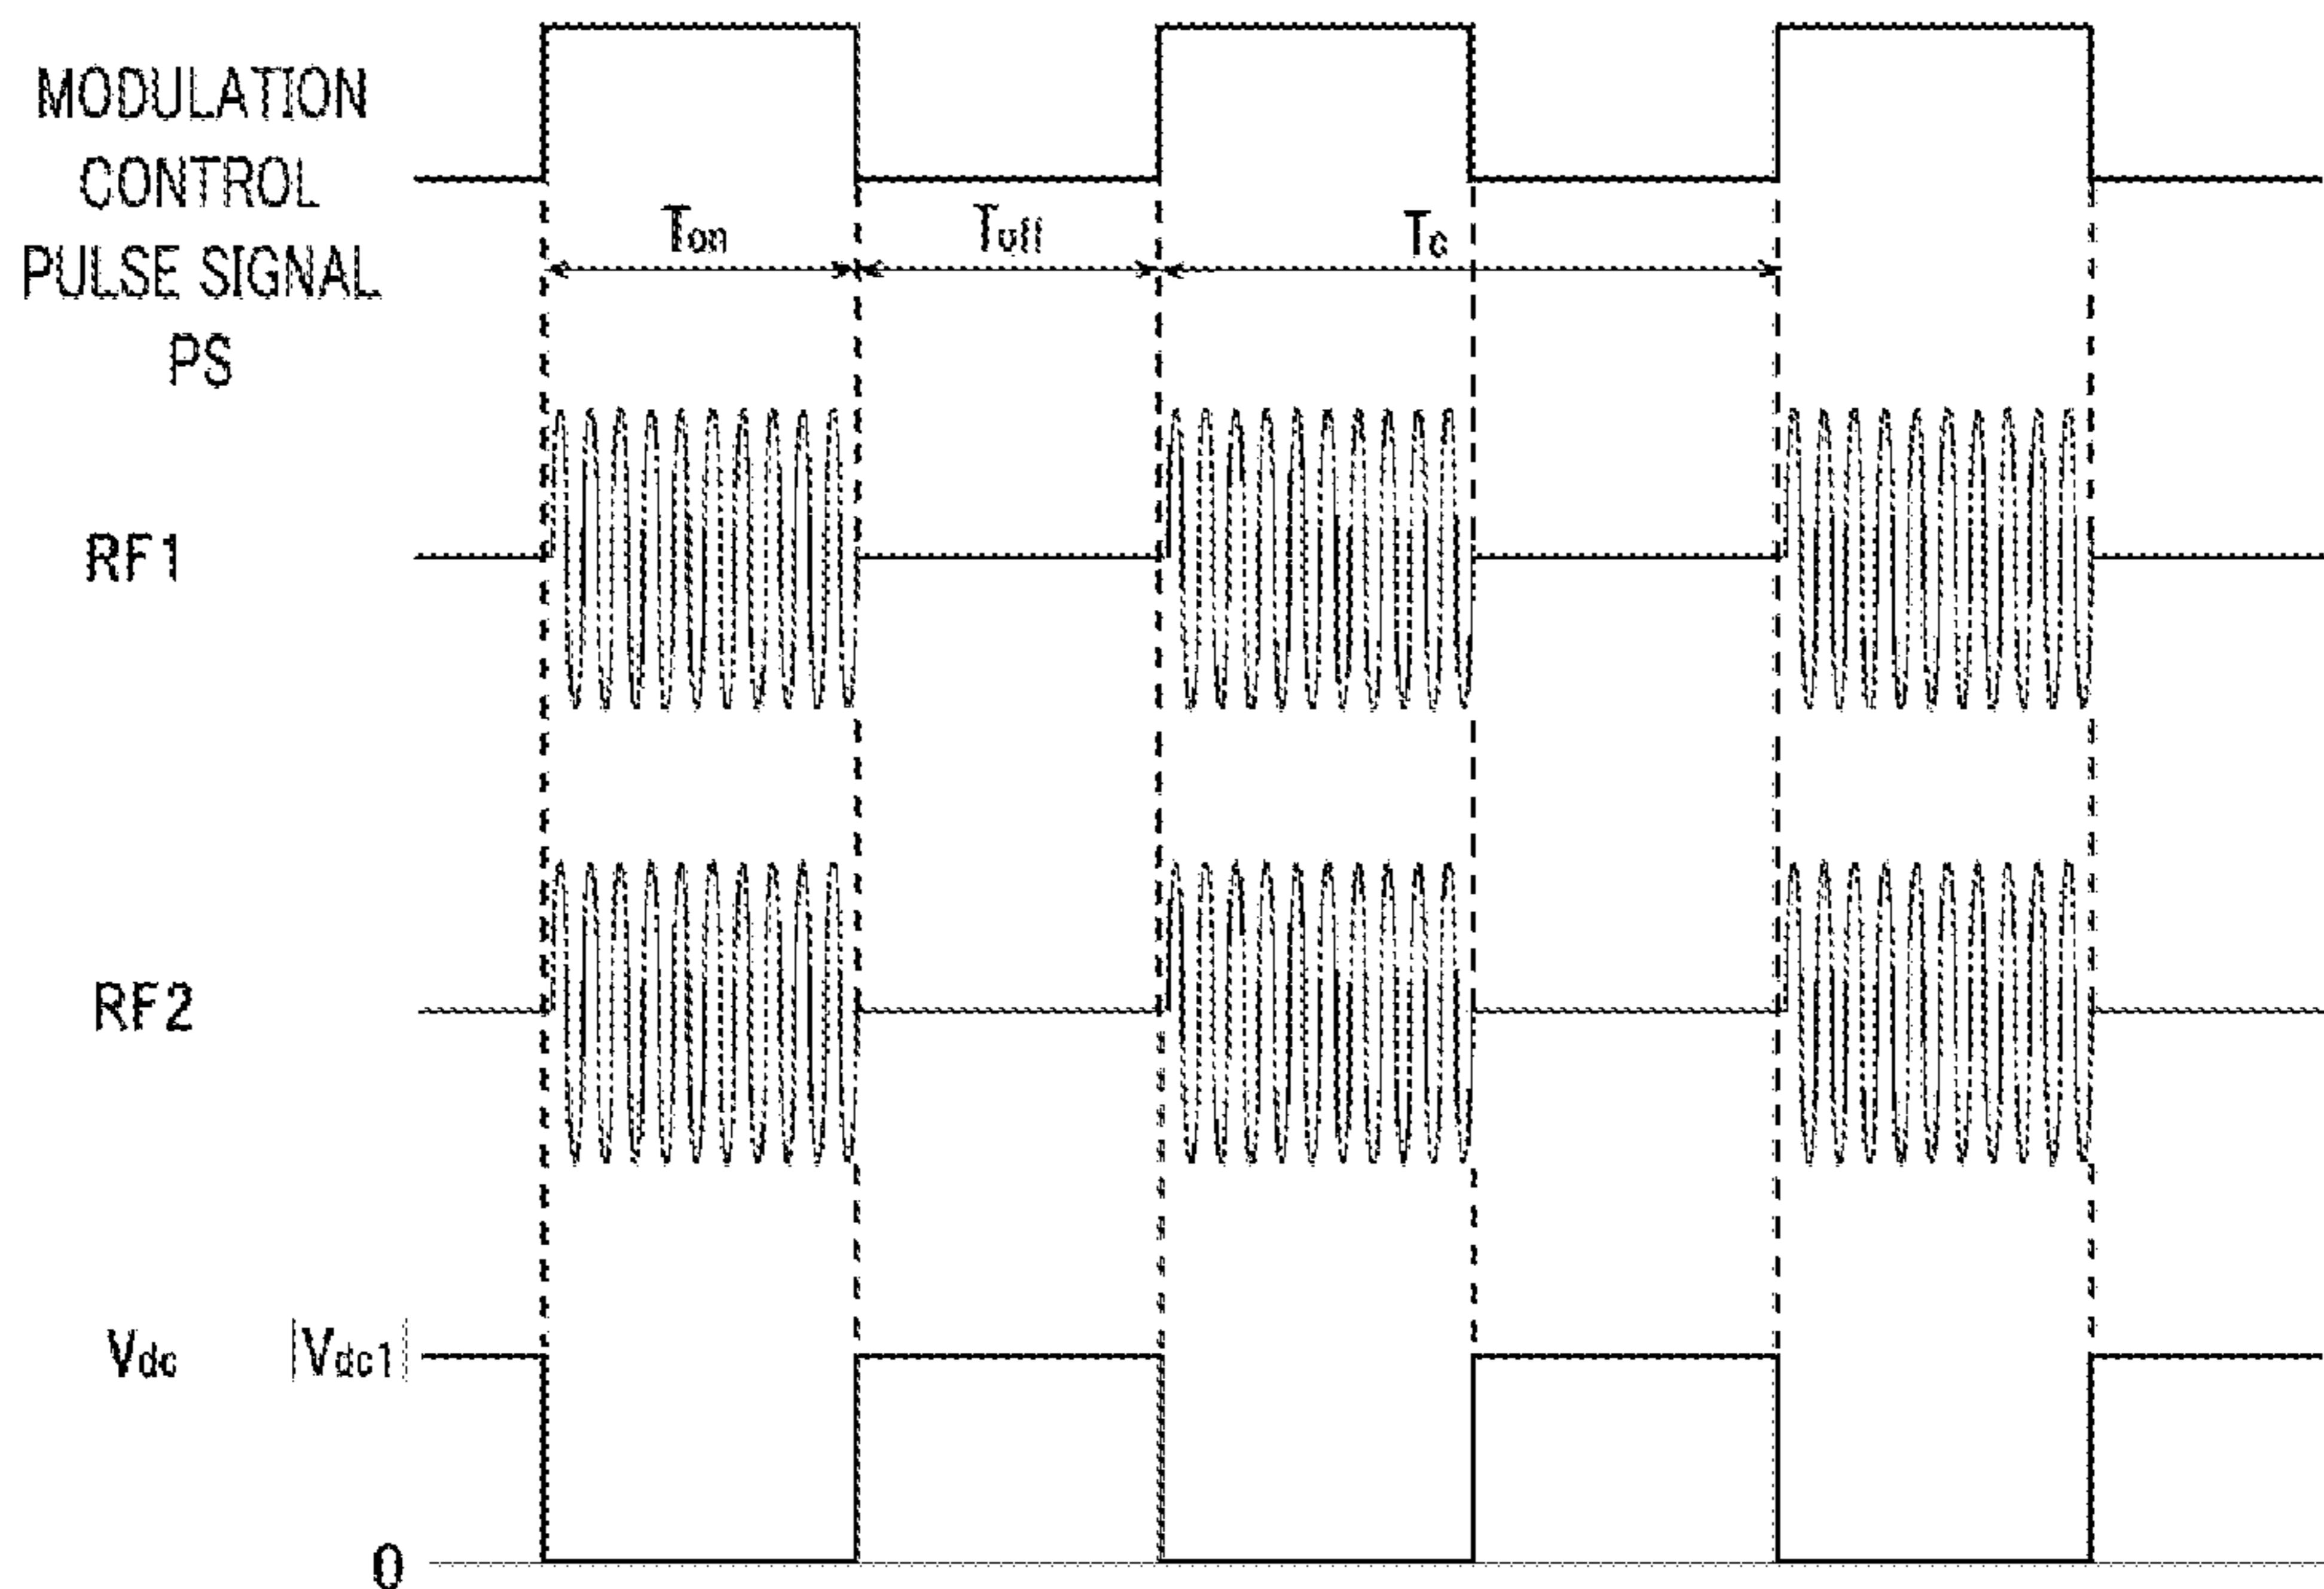 MODULATION
CONTROL
PULSE SIGNAL
PS
Ton Toff Tc
RF1
RF2
Vdc |Vdc1|
0